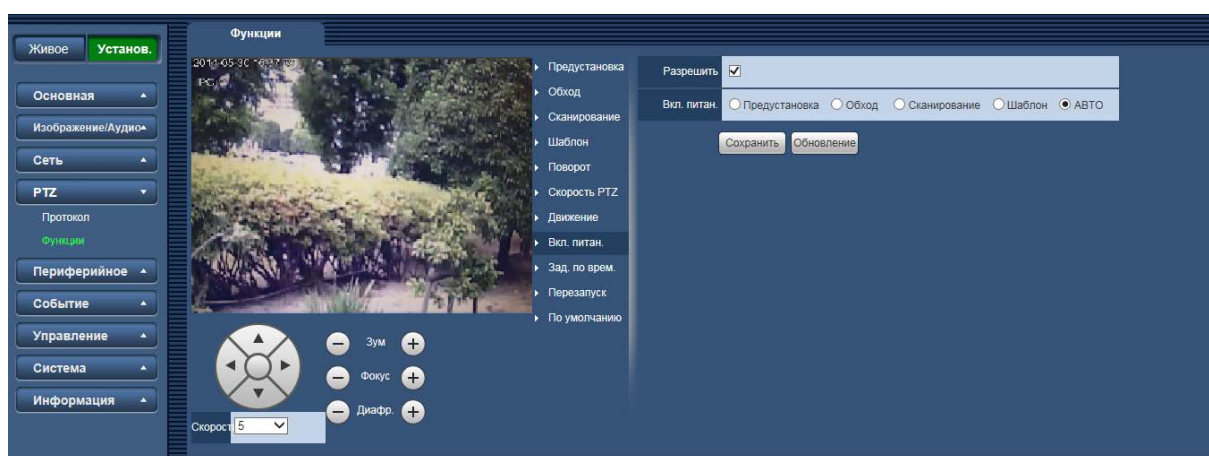 Функции
Живое Установ.
Основная
Изображение/Аудио
Сеть
PTZ
Протокол
Функции
Периферийное
Событие
Управление
Система
Информация
Предустановка
Обход
Сканирование
Шаблон
Поворот
Скорость PTZ
Движение
Вкл. питан.
Зад. по врем.
Перезапуск
По умолчанию
Зум
Фокус
Диафр.
Скорост 5
Разрешить
Вкл. питан. Предустановка Обход Сканирование Шаблон АВТО
Сохранить Обновление